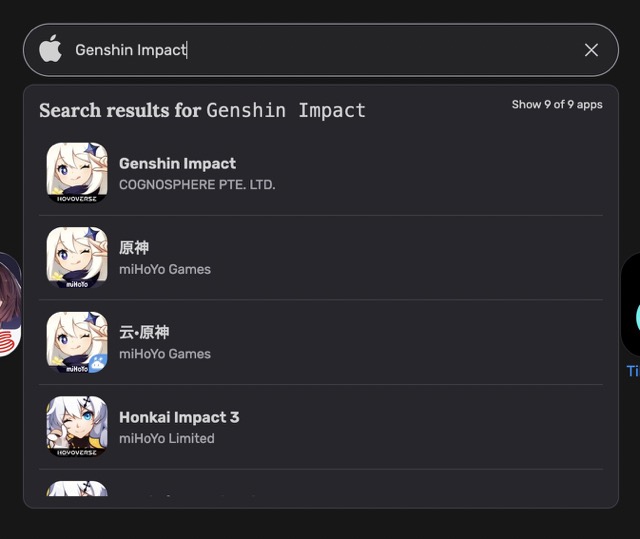 Genshin Impact
Search results for Genshin Impact
Show 9 of 9 apps
Genshin Impact
COGNOSPHERE PTE. LTD.
HOYOVERSE
原神
miHoYo Games
miHoYo
云·原神
miHoYo Games
miHoYo
Honkai Impact 3
miHoYo Limited
HOYOVERSE